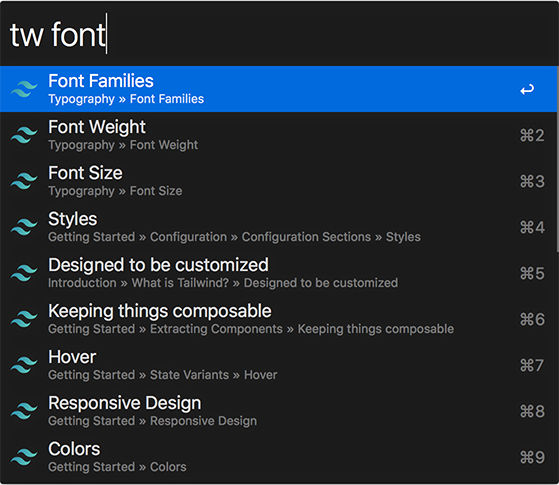 tw font
Font Families
Typography » Font Families
↩
Font Weight
Typography » Font Weight
⌘2
Font Size
Typography » Font Size
⌘3
Styles
Getting Started » Configuration » Configuration Sections » Styles
⌘4
Designed to be customized
Introduction » What is Tailwind? » Designed to be customized
⌘5
Keeping things composable
Getting Started » Extracting Components » Keeping things composable
⌘6
Hover
Getting Started » State Variants » Hover
⌘7
Responsive Design
Getting Started » Responsive Design
⌘8
Colors
Getting Started » Colors
⌘9